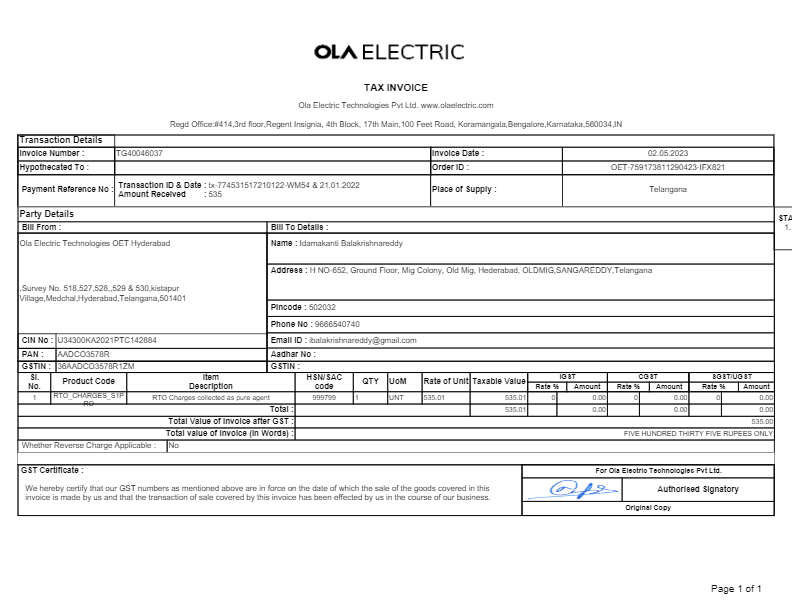 OLA ELECTRIC
TAX INVOICE
Ola Electric Technologies Pvt Ltd. www.olaelectric.com
Regd Office:#414,3rd floor,Regent Insignia, 4th Block, 17th Main,100 Feet Road, Koramangala,Bengalore,Karnataka,560034,IN
Transaction Details
Invoice Number : TG40046037 Invoice Date : 02.05.2023
Hypothecated To : Order ID : OET-759173811290423-IFX821
Payment Reference No : Transaction ID & Date : tx-774531517210122-WM54 & 21.01.2022 Place of Supply : Telangana
Amount Received : 535
Party Details
STA
1.
Bill From : Bill To Details :
Ola Electric Technologies OET Hyderabad Name : Idamakanti Balakrishnareddy
Address : H NO-652, Ground Floor, Mig Colony, Old Mig, Hederabad, OLDMIG,SANGAREDDY,Telangana
,Survey No. 518,527,528,,529 & 530,kistapur
Village,Medchal,Hyderabad,Telangana,501401
Pincode : 502032
Phone No : 9666540740
CIN No : U34300KA2021PTC142884 Email ID : ibalakrishnareddy@gmail.com
PAN : AADCO3578R Aadhar No :
GSTIN : 36AADCO3578R1ZM GSTIN :
Sl. No. Product Code Item Description HSN/SAC code QTY UoM Rate of Unit Taxable Value IGST CGST SGST/UGST
Rate % Amount Rate % Amount Rate % Amount
1 RTO_CHARGES_S1P RO RTO Charges collected as pure agent 999799 1 UNT 535.01 535.01 0 0.00 0 0.00 0 0.00
Total : 535.01 0.00 0.00 0.00
Total Value of Invoice after GST : 535.00
Total value of Invoice (in Words) : FIVE HUNDRED THIRTY FIVE RUPEES ONLY
Whether Reverse Charge Applicable : No
GST Certificate : For Ola Electric Technologies Pvt Ltd.
We hereby certify that our GST numbers as mentioned above are in force on the date of which the sale of the goods covered in this
invoice is made by us and that the transaction of sale covered by this invoice has been effected by us in the course of our business.
Authorised Signatory
Original Copy
Page 1 of 1